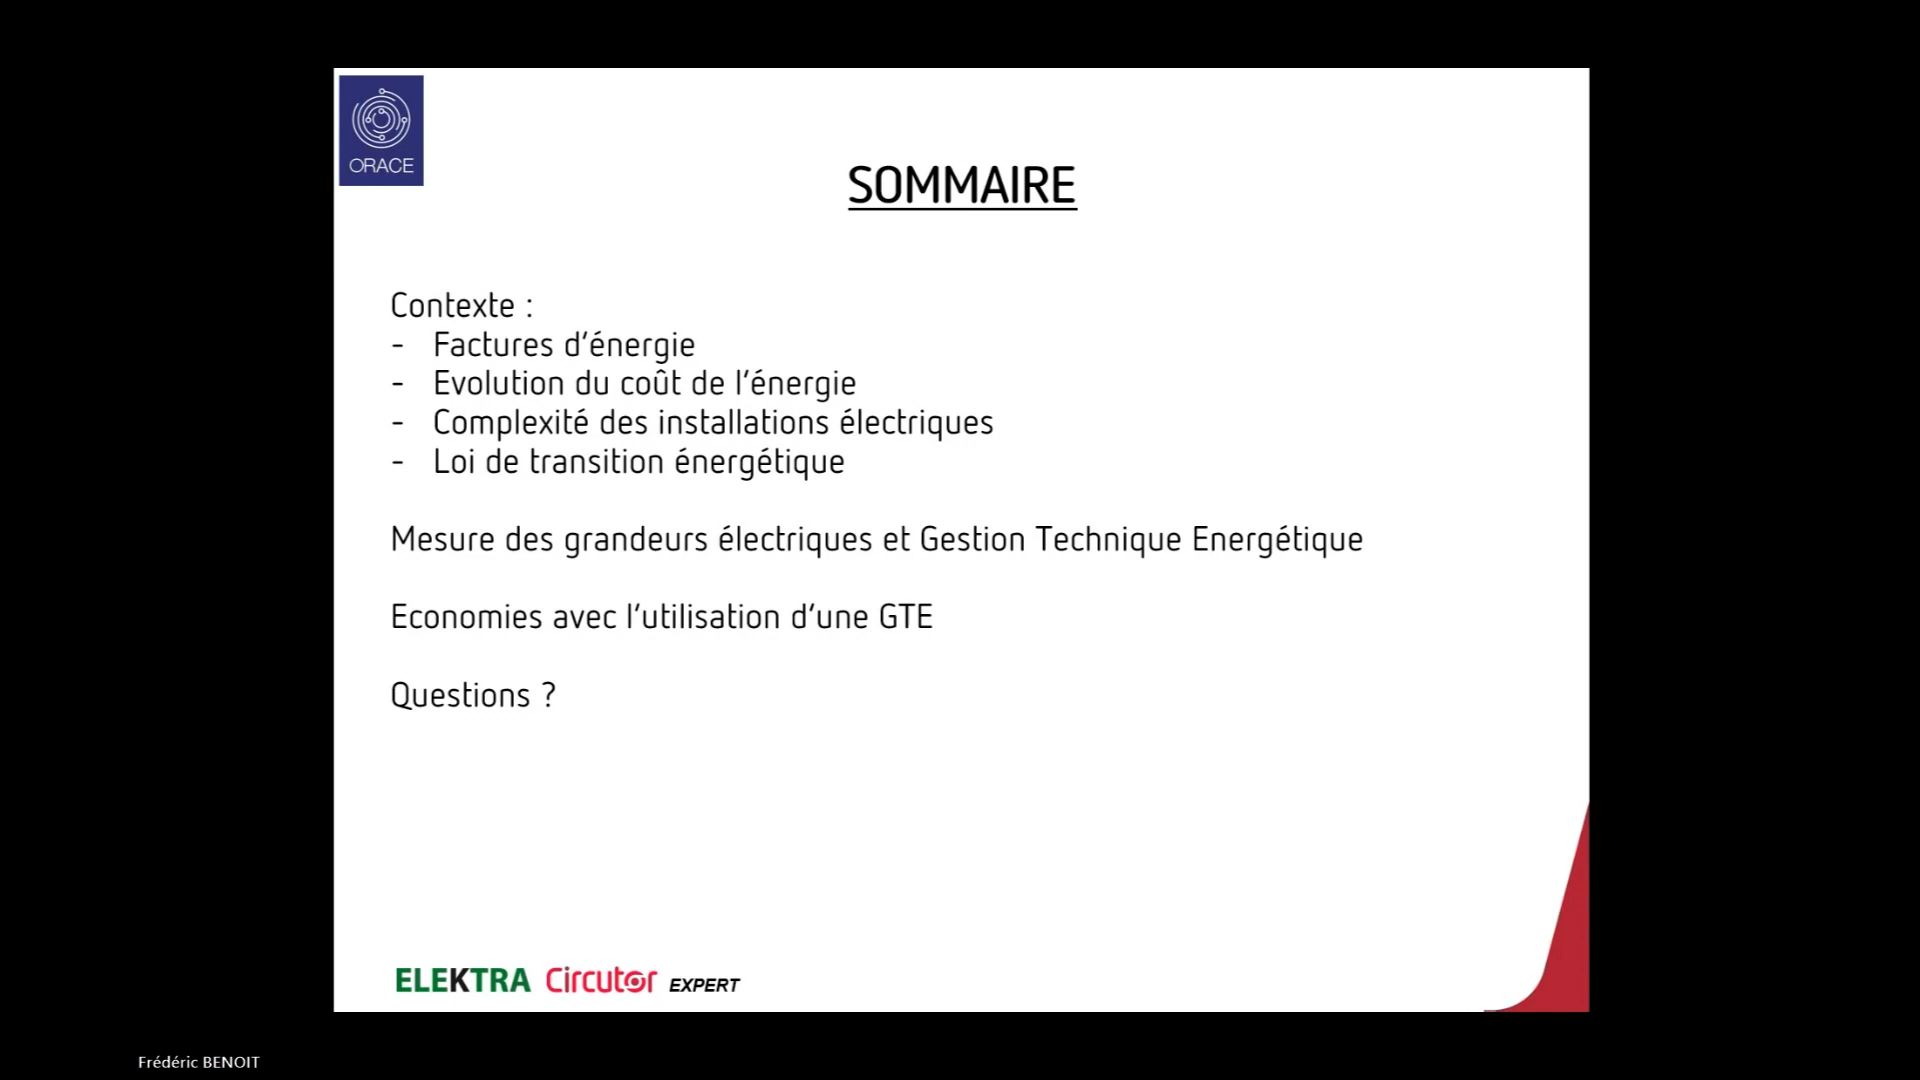 ORACE
SOMMAIRE
Contexte :
- Factures d’énergie
- Evolution du coût de l’énergie
- Complexité des installations électriques
- Loi de transition énergétique
Mesure des grandeurs électriques et Gestion Technique Energétique
Economies avec l’utilisation d’une GTE
Questions ?
ELEKTRA Circutor EXPERT
Frédéric BENOIT